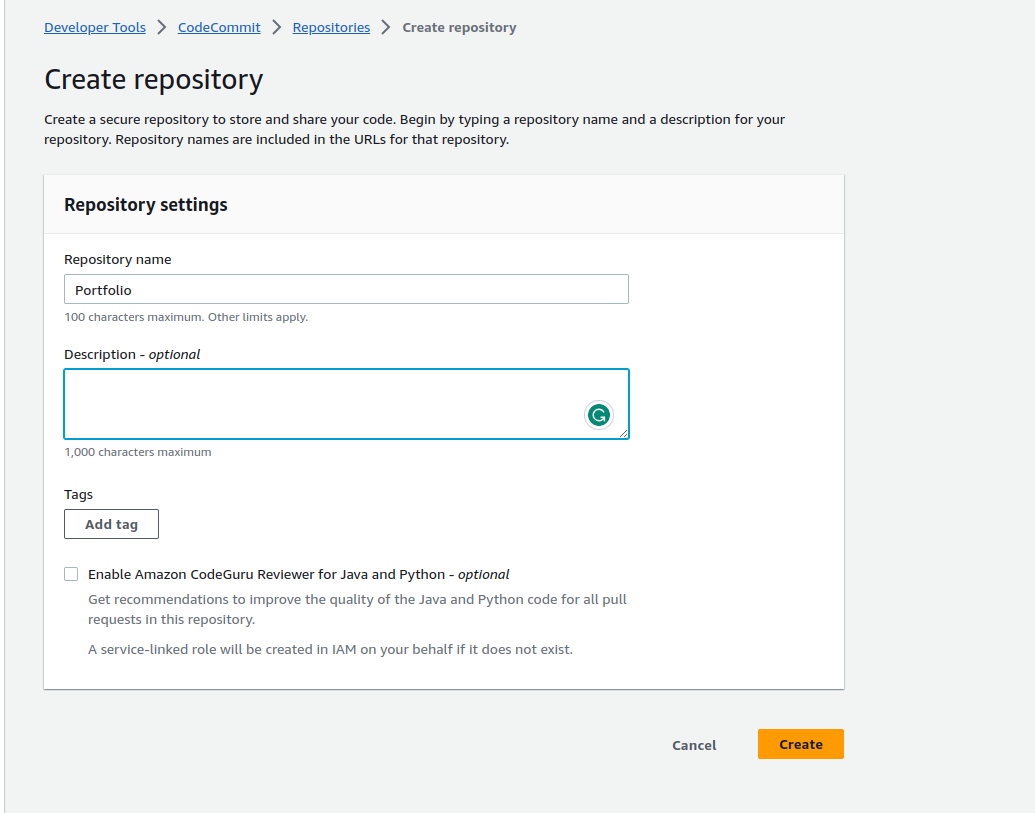 Developer Tools > CodeCommit > Repositories > Create repository
Create repository
Create a secure repository to store and share your code. Begin by typing a repository name and a description for your
repository. Repository names are included in the URLs for that repository.
Repository settings
Repository name
Portfolio
100 characters maximum. Other limits apply.
Description - optional
1,000 characters maximum
Tags
Add tag
Enable Amazon CodeGuru Reviewer for Java and Python - optional
Get recommendations to improve the quality of the Java and Python code for all pull
requests in this repository.
A service-linked role will be created in IAM on your behalf if it does not exist.
Cancel Create